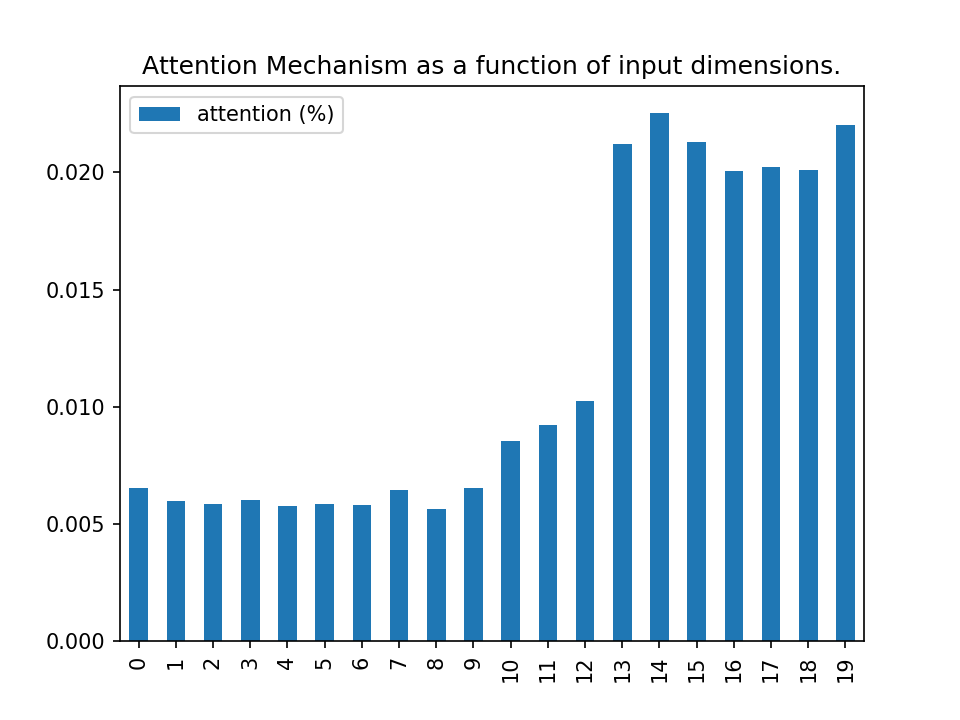 Attention Mechanism as a function of input dimensions.
attention (%)
0.020
0.015
0.010
0.005
0.000
0 1 2 3 4 5 6 7 8 9 10 11 12 13 14 15 16 17 18 19